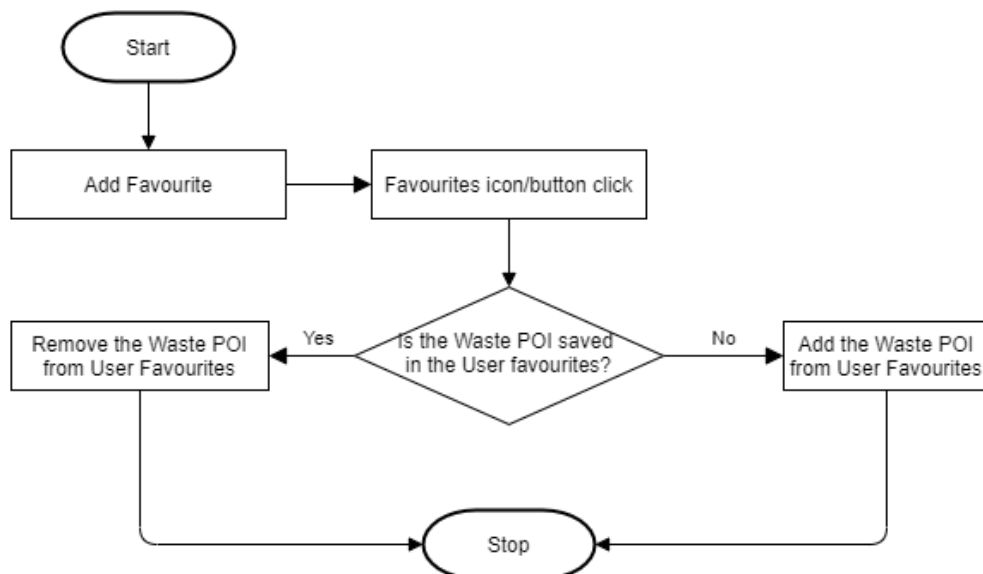 Start
Add Favourite
Favourites icon/button click
Is the Waste POI saved
in the User favourites?
Yes
No
Remove the Waste POI
from User Favourites
Add the Waste POI
from User Favourites
Stop